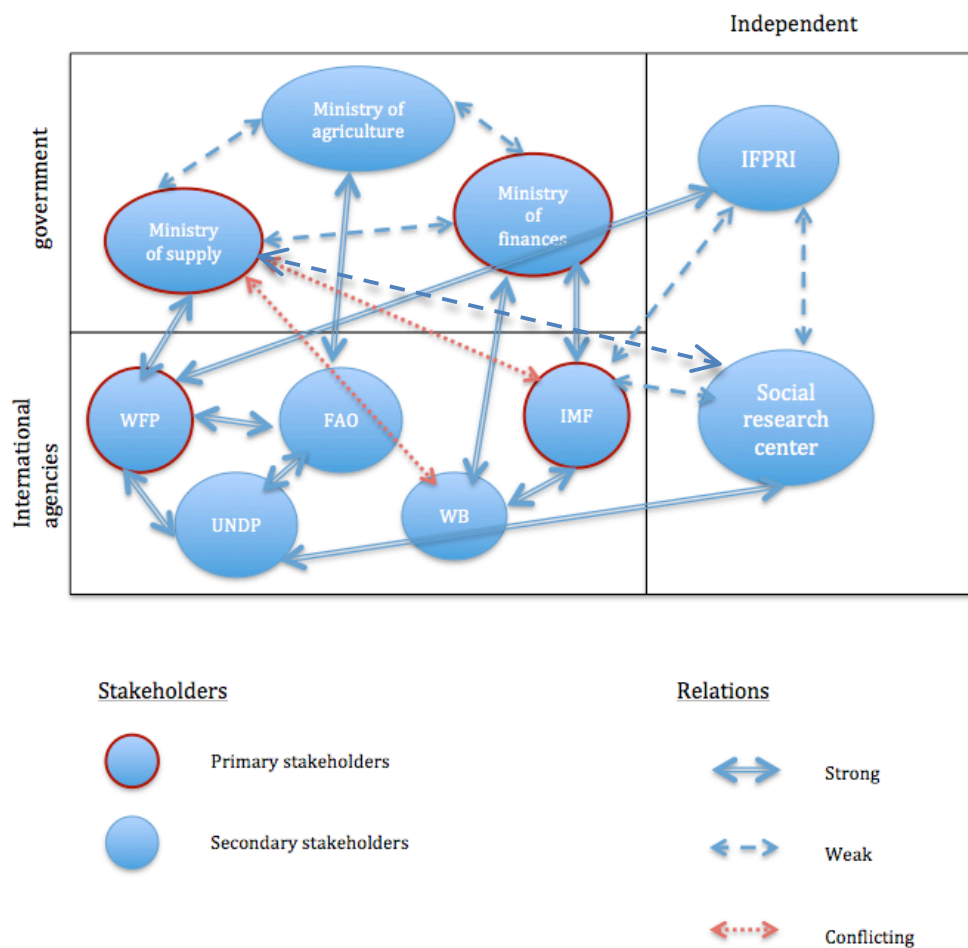 Independent
government
Ministry of
agriculture
IFPRI
Ministry
of
finances
Ministry
of supply
International
agencies
WFP
FAO
IMF
Social
research
center
UNDP
WB
Stakeholders
Relations
Primary stakeholders
Strong
Secondary stakeholders
Weak
Conflicting